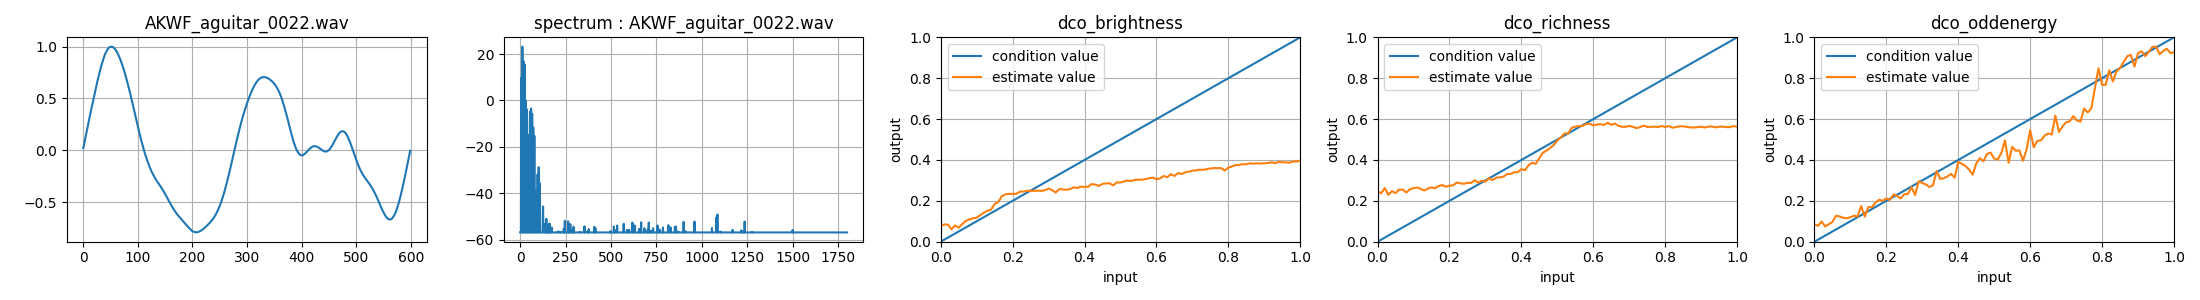 AKWF_aguitar_0022.wav
1.0
0.5
0.0
−0.5
0 100 200 300 400 500 600
spectrum : AKWF_aguitar_0022.wav
20
0
−20
−40
−60
0 250 500 750 1000 1250 1500 1750
dco_brightness
condition value
estimate value
output
1.0
0.8
0.6
0.4
0.2
0.0
0.0 0.2 0.4 0.6 0.8 1.0
input
dco_richness
condition value
estimate value
output
1.0
0.8
0.6
0.4
0.2
0.0
0.0 0.2 0.4 0.6 0.8 1.0
input
dco_oddenergy
condition value
estimate value
output
1.0
0.8
0.6
0.4
0.2
0.0
0.0 0.2 0.4 0.6 0.8 1.0
input